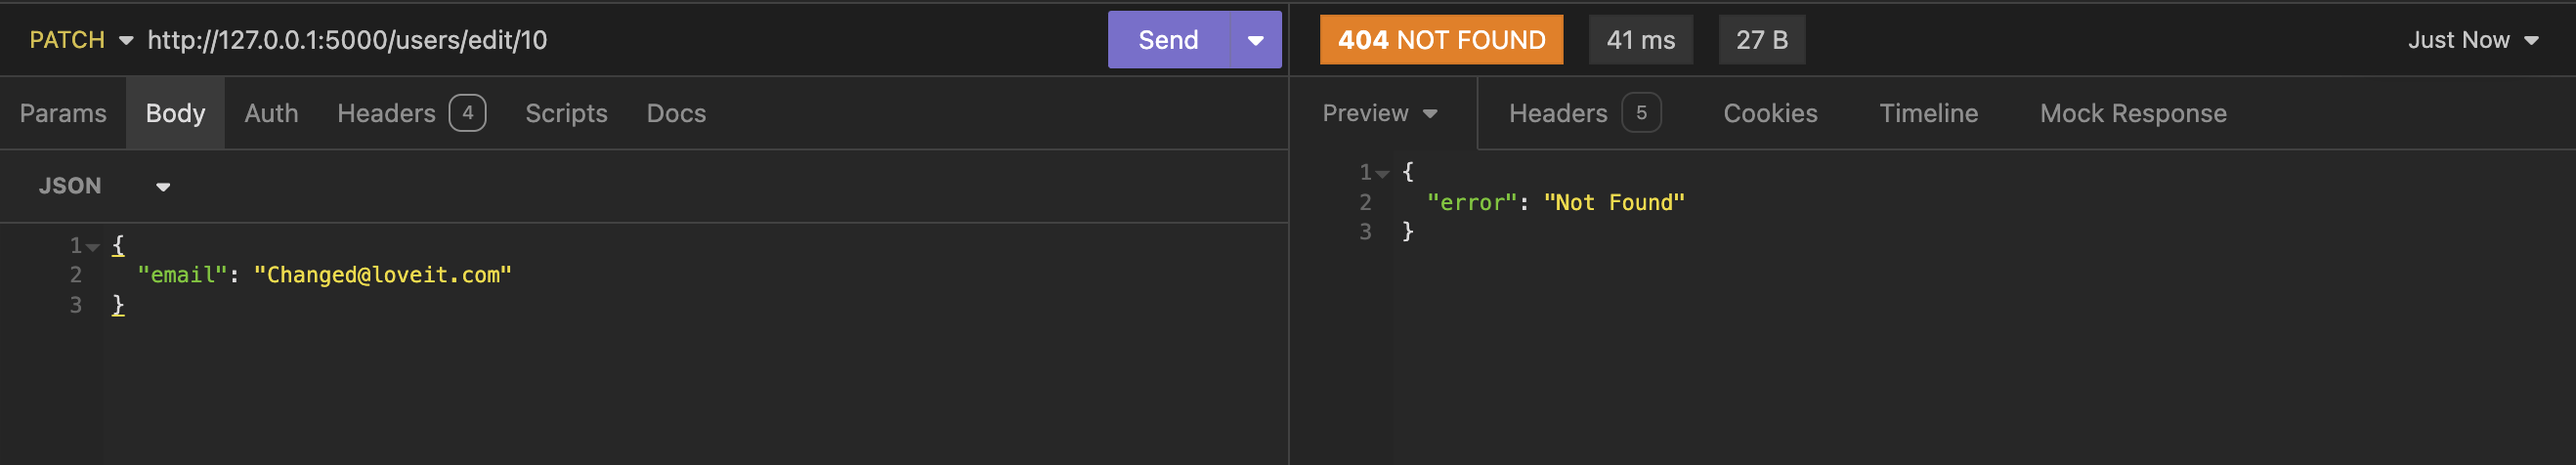 PATCH http://127.0.0.1:5000/users/edit/10 Send
Params Body Auth Headers 4 Scripts Docs
JSON
1 {
2 "email": "Changed@loveit.com"
3 }
404 NOT FOUND 41 ms 27 B Just Now
Preview Headers 5 Cookies Timeline Mock Response
1 {
2 "error": "Not Found"
3 }